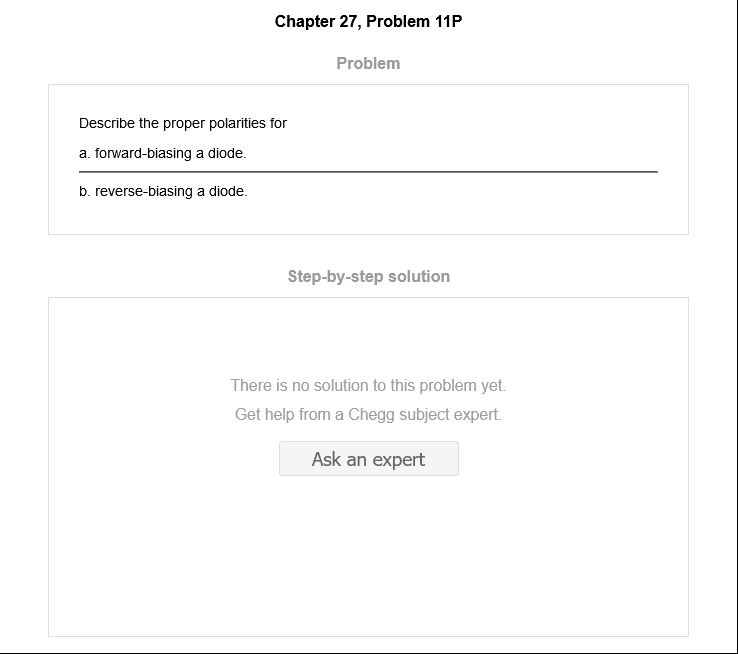 Chapter 27, Problem 11P
Problem
Describe the proper polarities for
a. forward-biasing a diode.
b. reverse-biasing a diode.
Step-by-step solution
There is no solution to this problem yet.
Get help from a Chegg subject expert.
Ask an expert